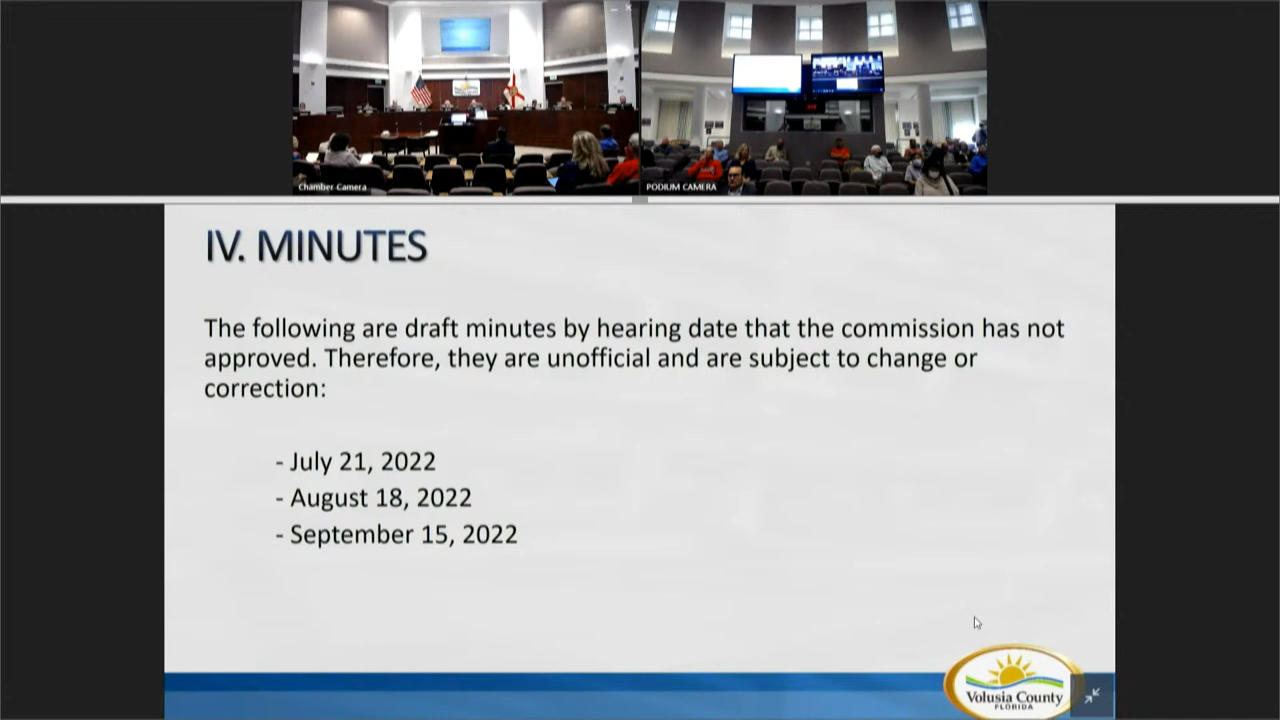 Chamber Camera
PODIUM CAMERA
IV. MINUTES
The following are draft minutes by hearing date that the commission has not
approved. Therefore, they are unofficial and are subject to change or
correction:
- July 21, 2022
- August 18, 2022
- September 15, 2022
Volusia County
FLORIDA